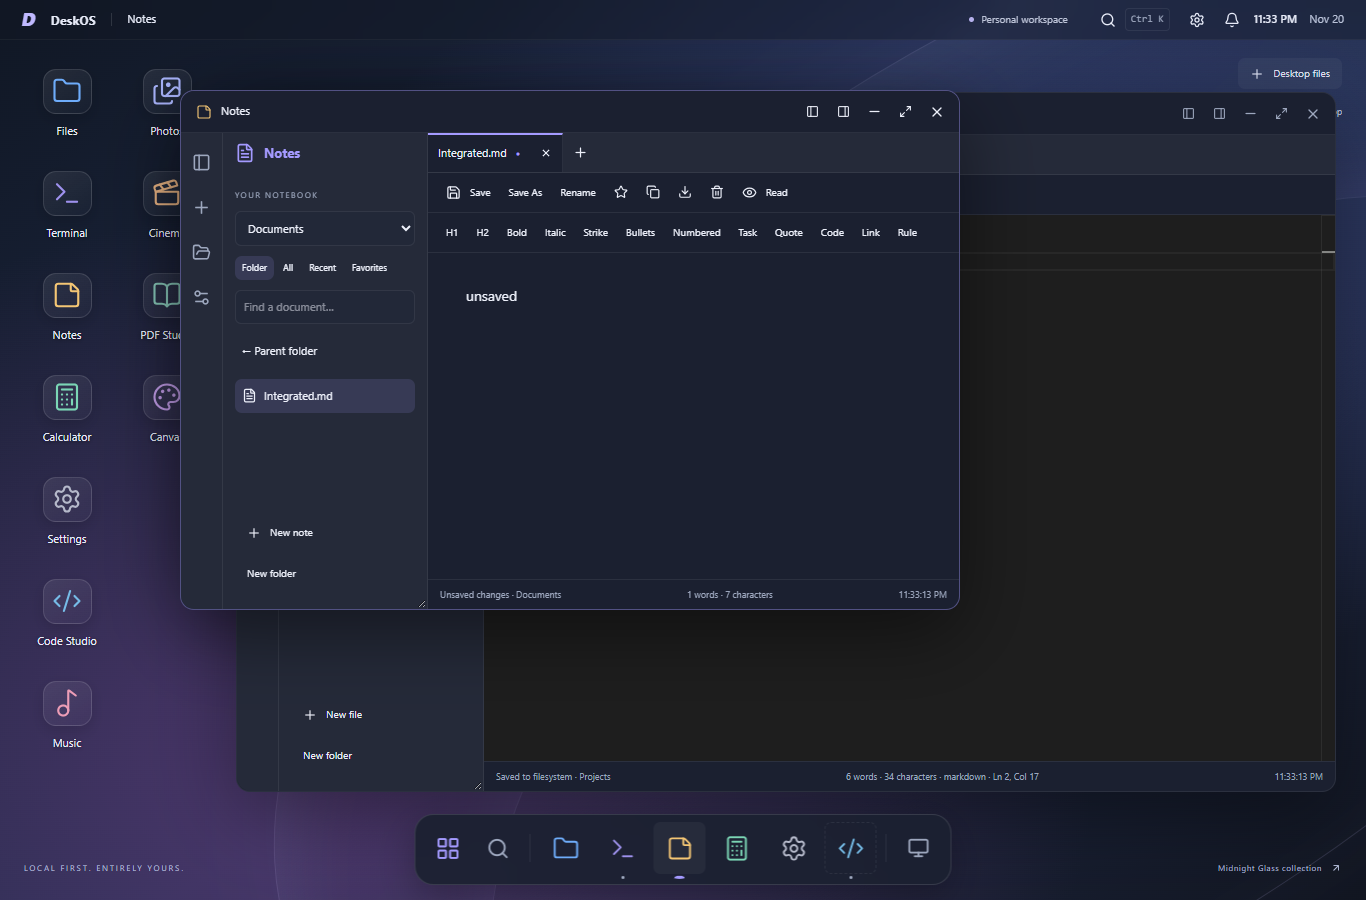 D DeskOS Notes
Personal workspace Ctrl K 11:33 PM Nov 20
Desktop files
Files
Terminal
Notes
Calculator
Settings
Code Studio
Music
Photo
Cinem
PDF Stu
Canva
Notes
Notes
YOUR NOTEBOOK
Documents
Folder All Recent Favorites
Find a document...
← Parent folder
Integrated.md
New note
New folder
Integrated.md
Save Save As Rename Read
H1 H2 Bold Italic Strike Bullets Numbered Task Quote Code Link Rule
unsaved
Unsaved changes · Documents 1 words · 7 characters 11:33:13 PM
New file
New folder
Saved to filesystem · Projects 6 words · 34 characters · markdown · Ln 2, Col 17 11:33:13 PM
LOCAL FIRST. ENTIRELY YOURS.
Midnight Glass collection